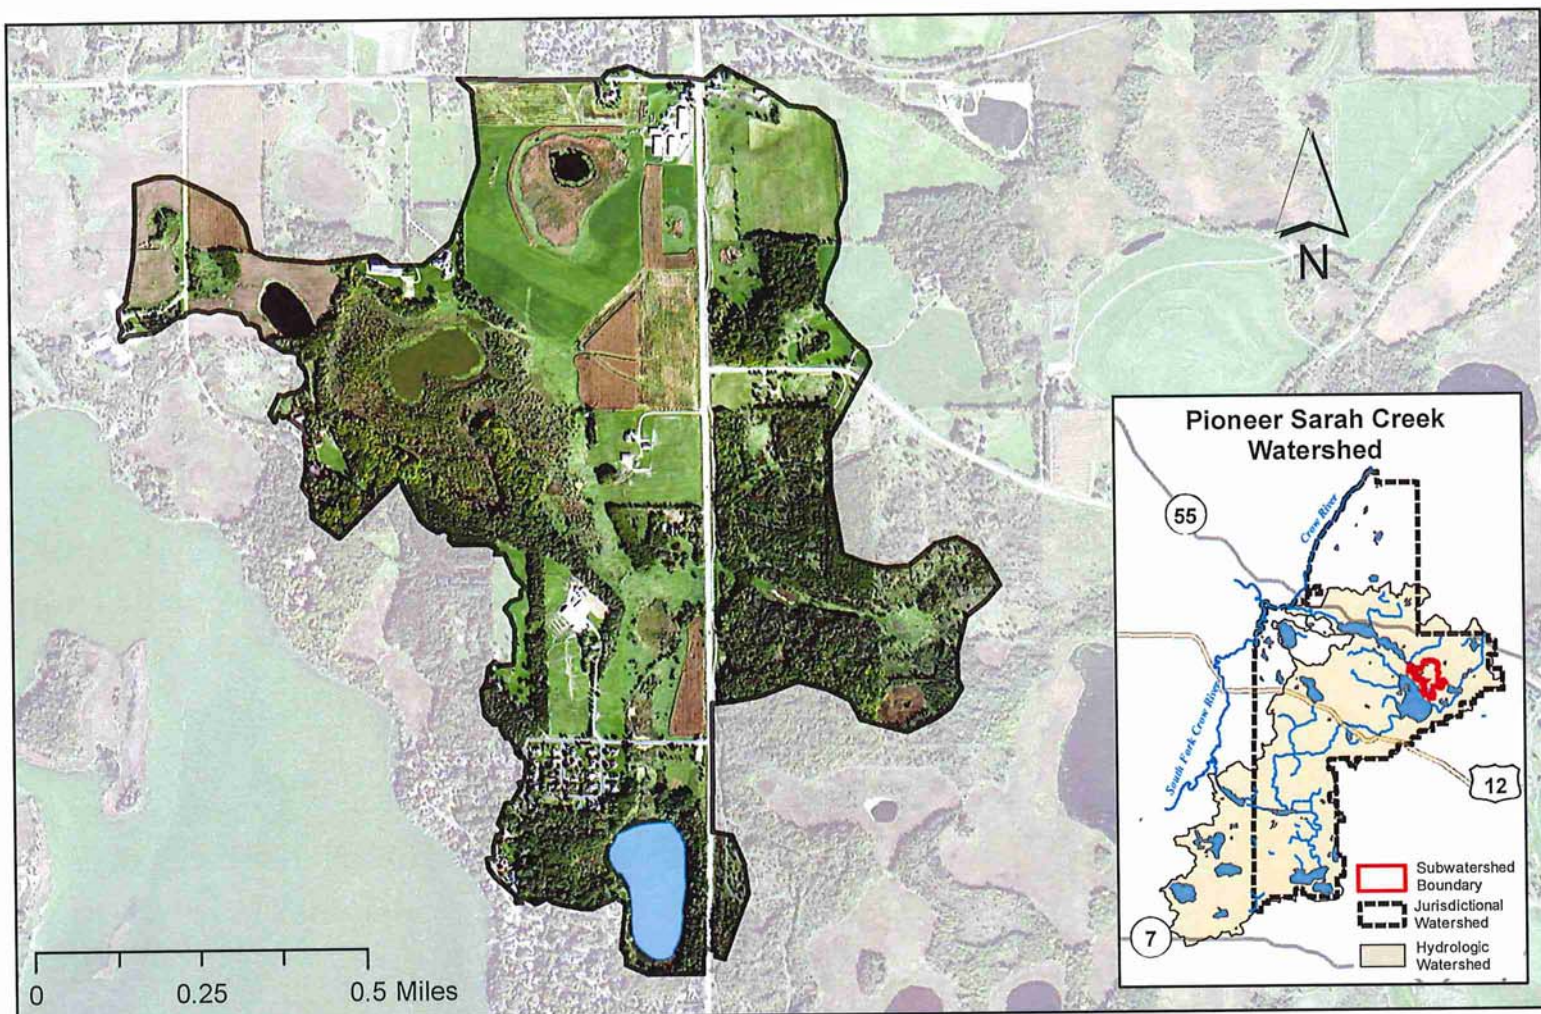 N
0
0.25
0.5 Miles
Pioneer Sarah Creek
Watershed
55
Crow River
South Fork Crow River
12
7
Subwatershed
Boundary
Jurisdictional
Watershed
Hydrologic
Watershed